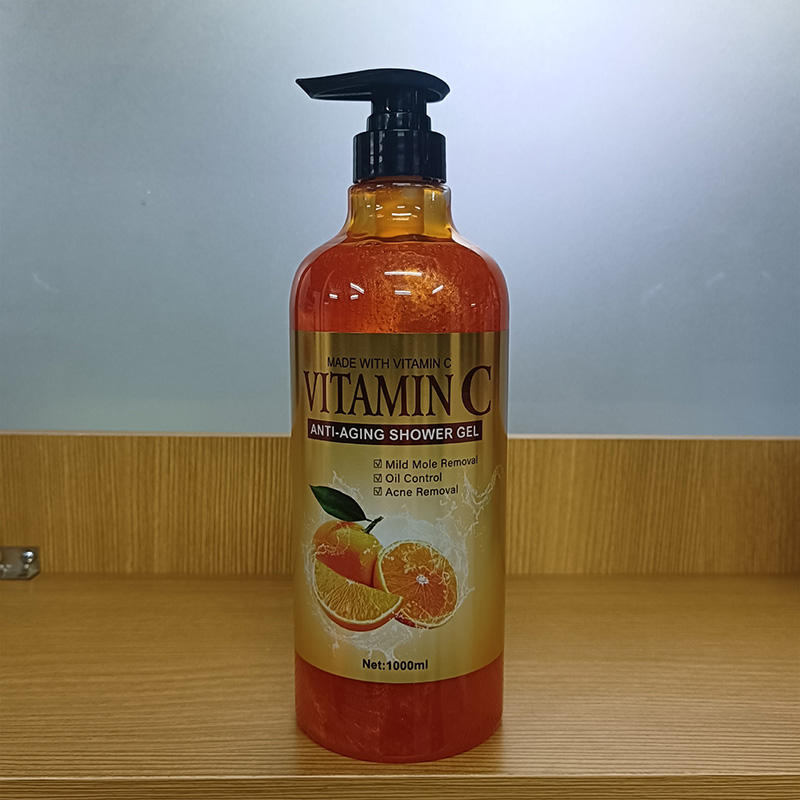 MADE WITH VITAMIN C
VITAMIN C
ANTI-AGING SHOWER GEL
☑ Mild Mole Removal
☑ Oil Control
☑ Acne Removal
Net:1000ml